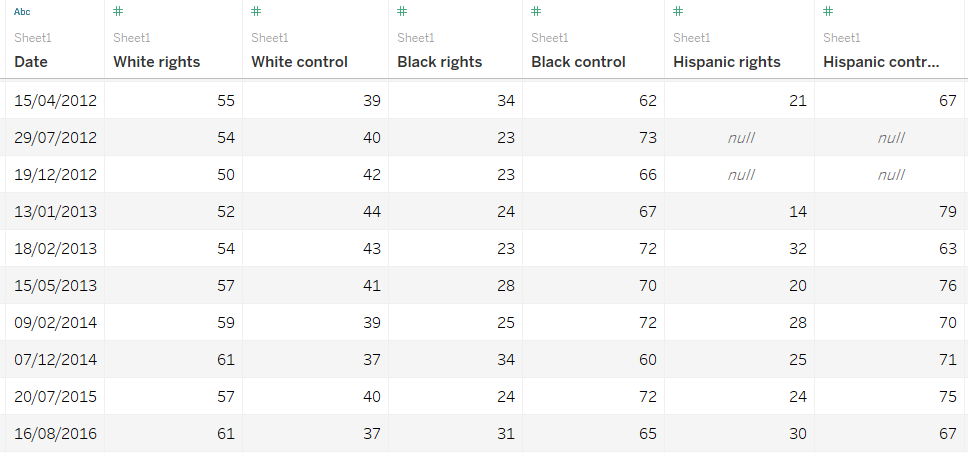 Abc # # # # # #
Sheet1 Sheet1 Sheet1 Sheet1 Sheet1 Sheet1 Sheet1
Date White rights White control Black rights Black control Hispanic rights Hispanic contr...
15/04/2012 55 39 34 62 21 67
29/07/2012 54 40 23 73 null null
19/12/2012 50 42 23 66 null null
13/01/2013 52 44 24 67 14 79
18/02/2013 54 43 23 72 32 63
15/05/2013 57 41 28 70 20 76
09/02/2014 59 39 25 72 28 70
07/12/2014 61 37 34 60 25 71
20/07/2015 57 40 24 72 24 75
16/08/2016 61 37 31 65 30 67